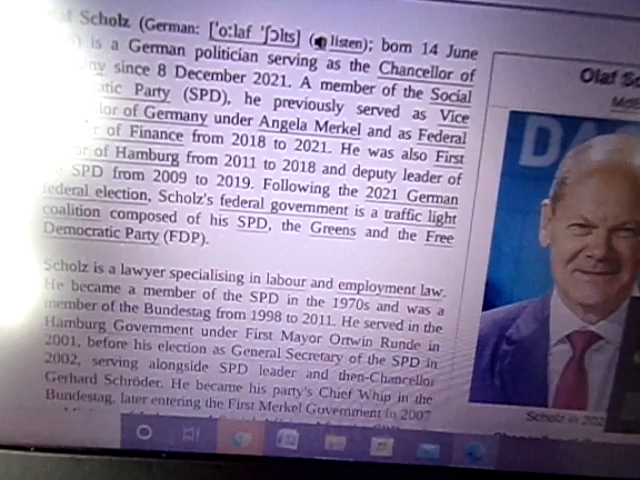 Scholz (German: [ˈoːlaf ˈʃɔlts] (listen); born 14 June
is a German politician serving as the Chancellor of
since 8 December 2021. A member of the Social
Party (SPD), he previously served as Vice
of Germany under Angela Merkel and as Federal
of Finance from 2018 to 2021. He was also First
of Hamburg from 2011 to 2018 and deputy leader of
SPD from 2009 to 2019. Following the 2021 German
federal election, Scholz's federal government is a traffic light
coalition composed of his SPD, the Greens and the Free
Democratic Party (FDP).
Scholz is a lawyer specialising in labour and employment law.
He became a member of the SPD in the 1970s and was a
member of the Bundestag from 1998 to 2011. He served in the
Hamburg Government under First Mayor Ortwin Runde in
2001, before his election as General Secretary of the SPD in
2002, serving alongside SPD leader and then-Chancellor
Gerhard Schröder. He became his party's Chief Whip in the
Bundestag, later entering the First Merkel Government in 2007
Olaf
Scholz in